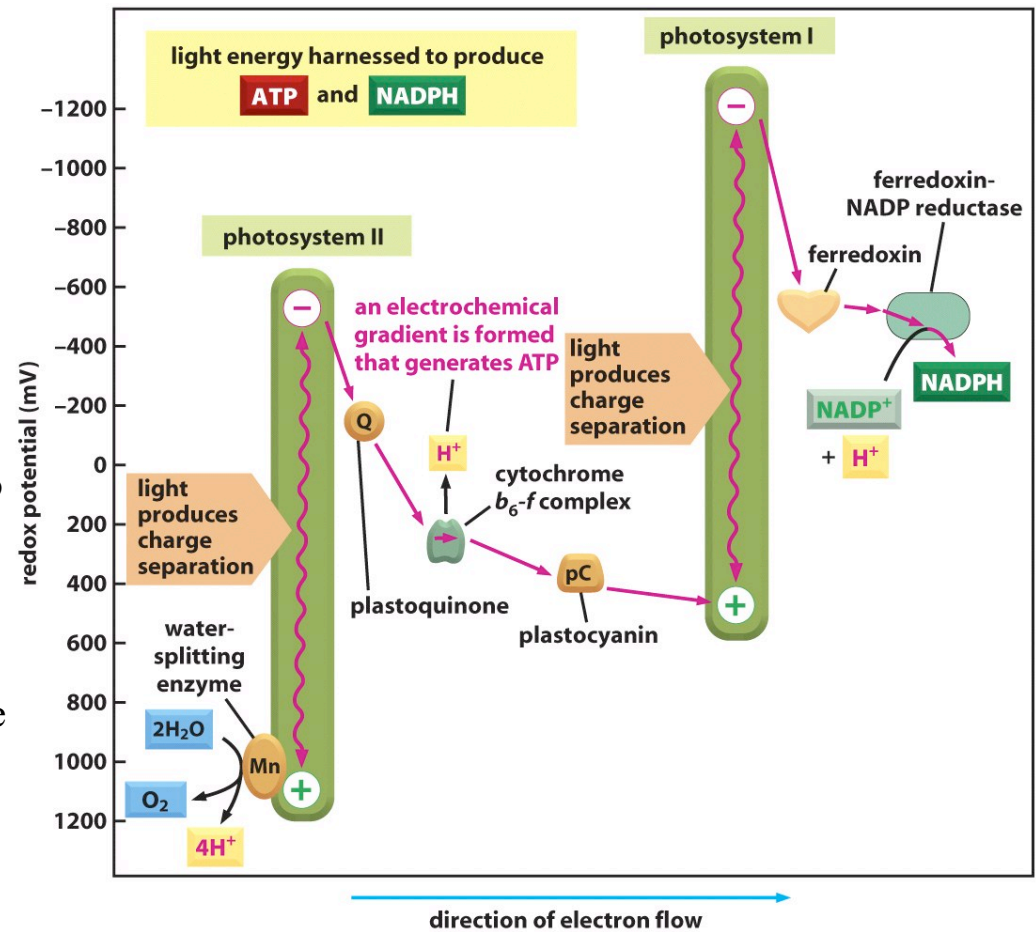 light energy harnessed to produce
ATP and NADPH
photosystem I
photosystem II
redox potential (mV)
–1200
–1000
–800
–600
–400
–200
0
200
400
600
800
1000
1200
–
+
–
+
light
produces
charge
separation
water-
splitting
enzyme
2H₂O
Mn
O₂
4H⁺
an electrochemical
gradient is formed
that generates ATP
Q
H⁺
plastoquinone
cytochrome
b₆-f complex
pC
plastocyanin
light
produces
charge
separation
ferredoxin
ferredoxin-
NADP reductase
NADPH
NADP⁺
+ H⁺
direction of electron flow